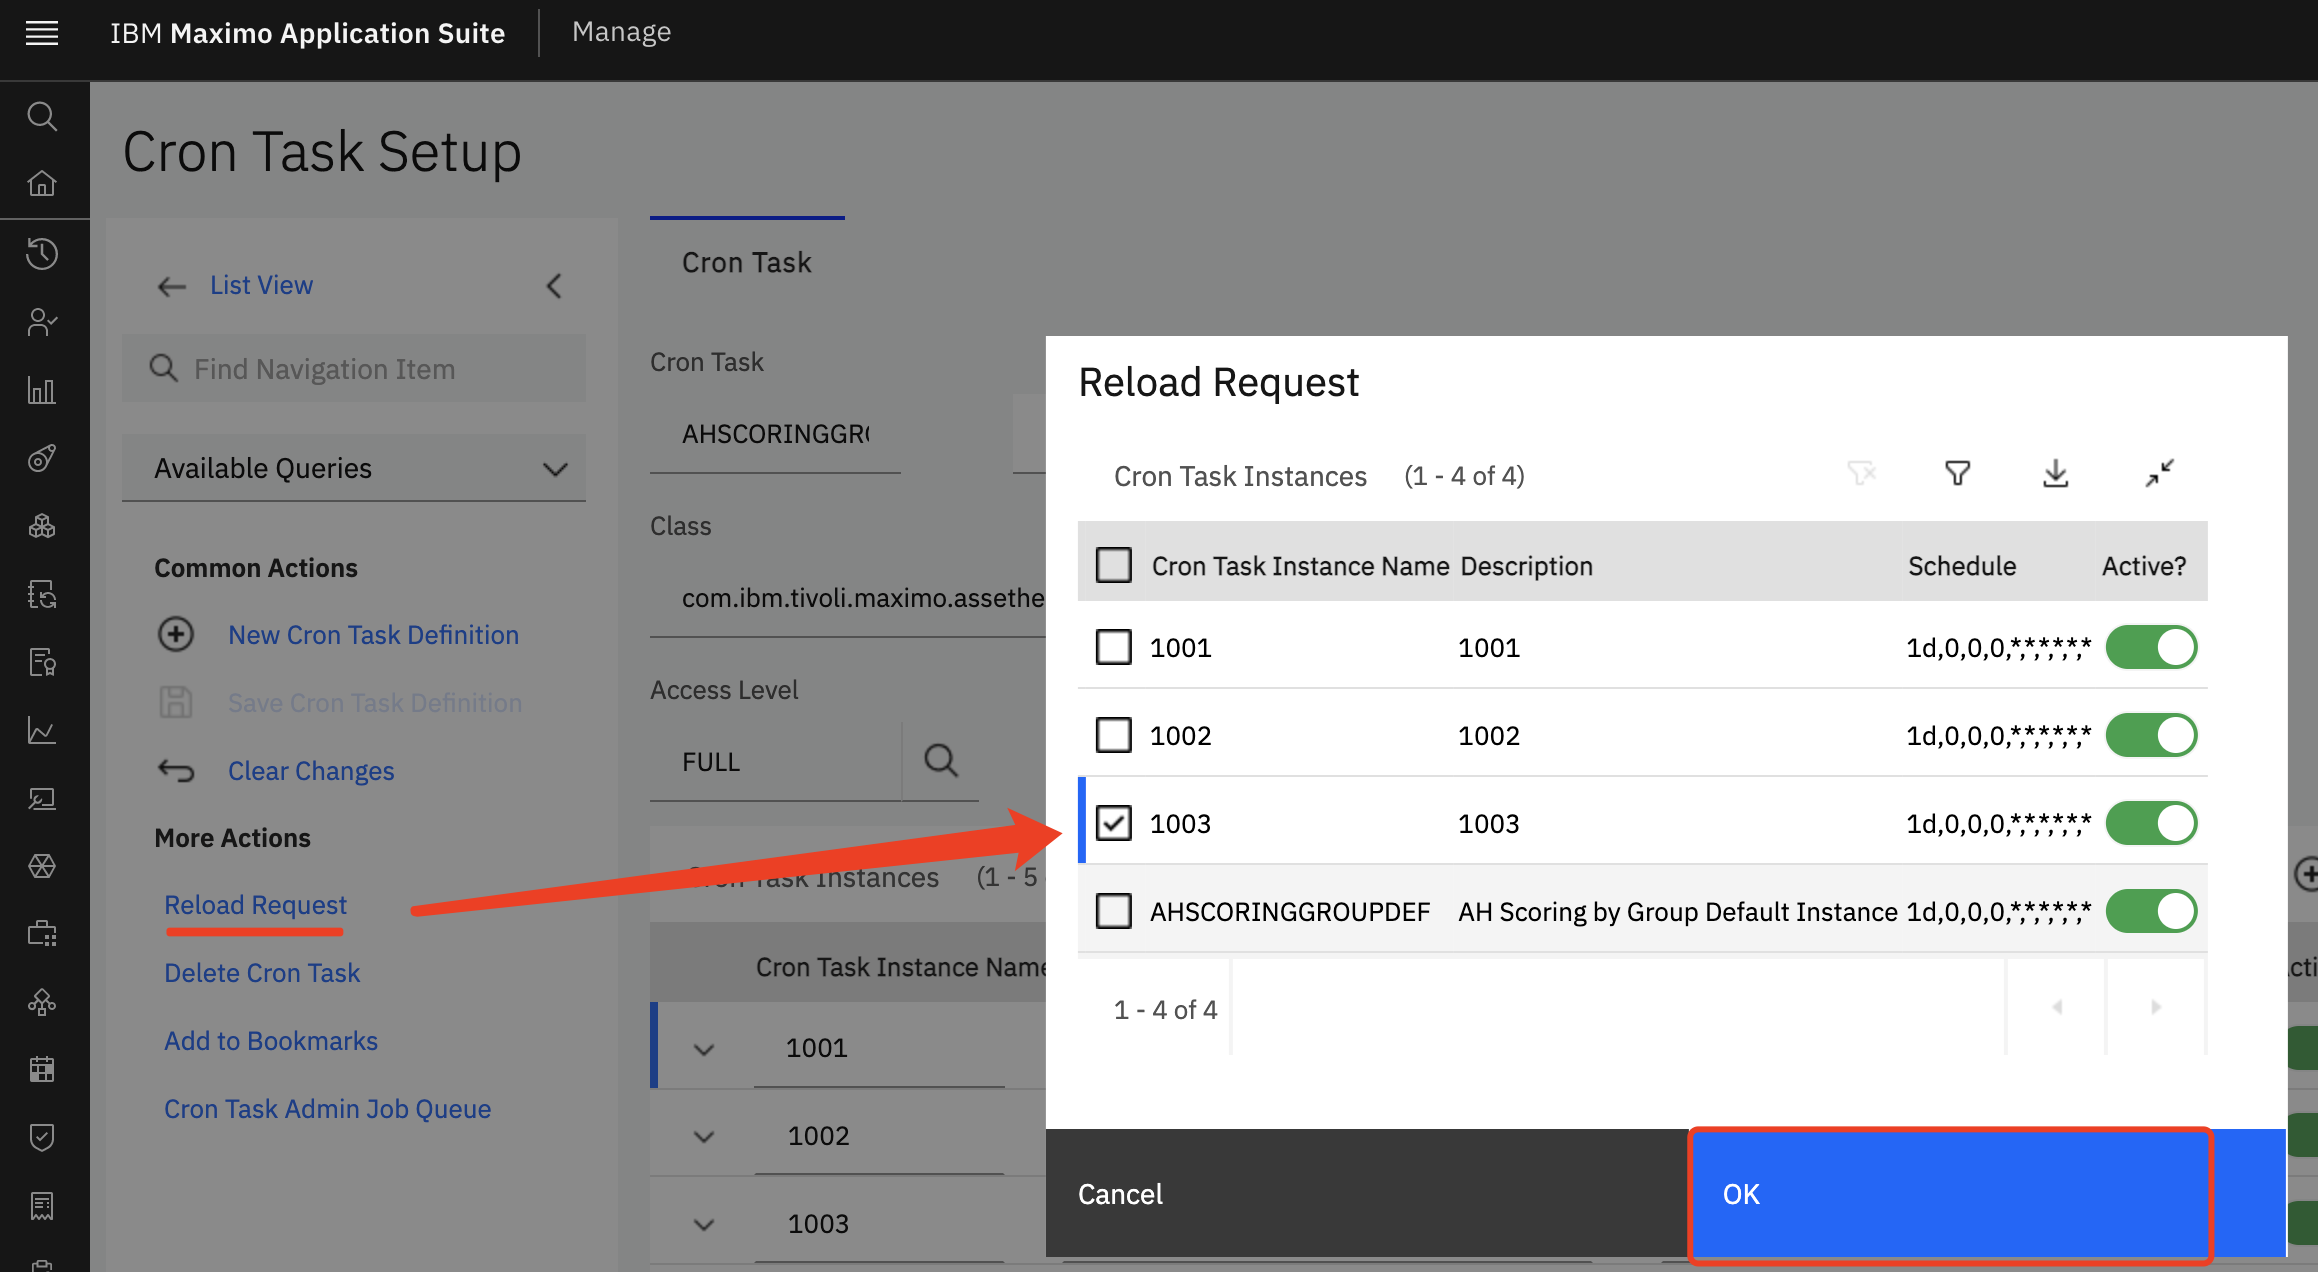 IBM Maximo Application Suite
Manage
Cron Task Setup
List View
Find Navigation Item
Available Queries
Common Actions
New Cron Task Definition
Save Cron Task Definition
Clear Changes
More Actions
Reload Request
Delete Cron Task
Add to Bookmarks
Cron Task Admin Job Queue
Cron Task
Cron Task
AHSCORINGGR
Class
com.ibm.tivoli.maximo.assethe
Access Level
FULL
Cron Task Instances (1 - 5
Cron Task Instance Name
1001
1002
1003
Reload Request
Cron Task Instances (1 - 4 of 4)
Cron Task Instance Name Description Schedule Active?
1001 1001 1d,0,0,0,*,*,*,*,*,*
1002 1002 1d,0,0,0,*,*,*,*,*,*
1003 1003 1d,0,0,0,*,*,*,*,*,*
AHSCORINGGROUPDEF AH Scoring by Group Default Instance 1d,0,0,0,*,*,*,*,*,*
1 - 4 of 4
Cancel
OK